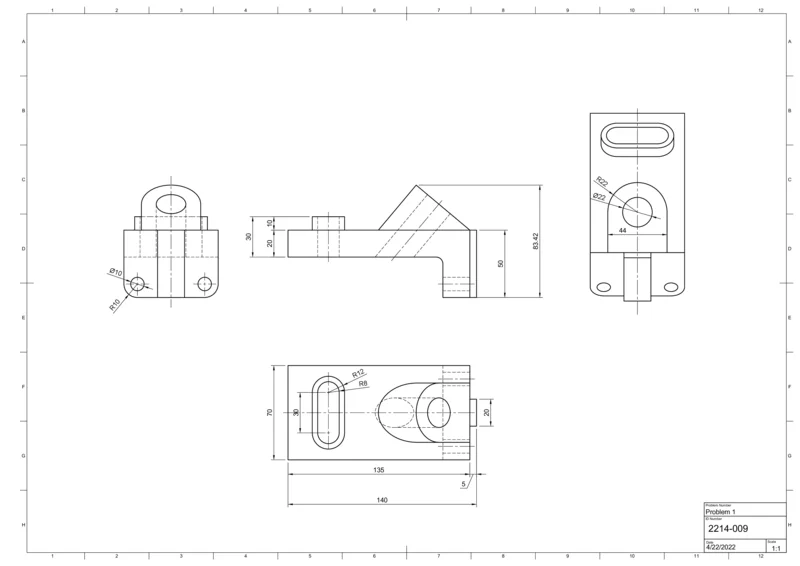 1 2 3 4 5 6 7 8 9 10 11 12
A A
B B
C C
D D
E E
F F
G G
H H
1 2 3 4 5 6 7 8 9 10 11 12
R22
Ø22
44
Ø10
R10
30
20
10
50
83.42
R12
R8
30
70
20
135
5
140
Problem Number
Problem 1
ID Number
2214-009
Date
4/22/2022
Scale
1:1